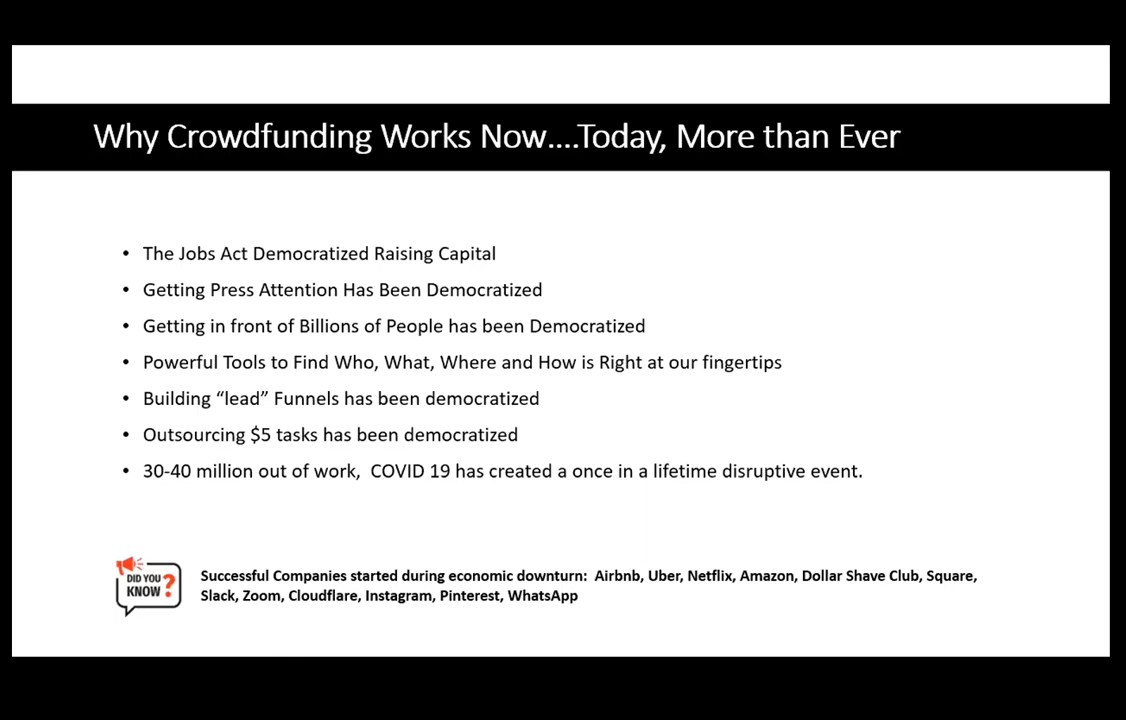 Why Crowdfunding Works Now....Today, More than Ever
• The Jobs Act Democratized Raising Capital
• Getting Press Attention Has Been Democratized
• Getting in front of Billions of People has been Democratized
• Powerful Tools to Find Who, What, Where and How is Right at our fingertips
• Building “lead” Funnels has been democratized
• Outsourcing $5 tasks has been democratized
• 30-40 million out of work,  COVID 19 has created a once in a lifetime disruptive event.
DID YOU
KNOW ?
Successful Companies started during economic downturn:  Airbnb, Uber, Netflix, Amazon, Dollar Shave Club, Square,
Slack, Zoom, Cloudflare, Instagram, Pinterest, WhatsApp